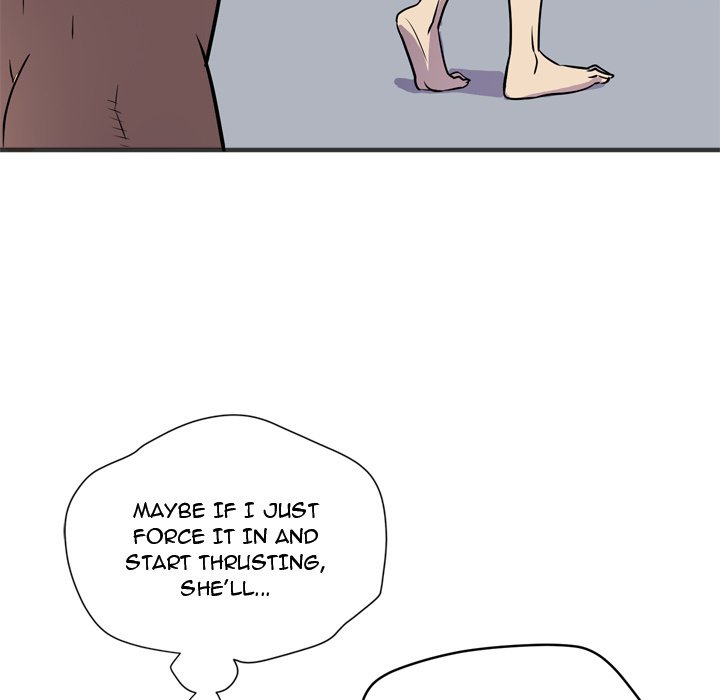 MAYBE IF I JUST
FORCE IT IN AND
START THRUSTING,
SHE'LL...